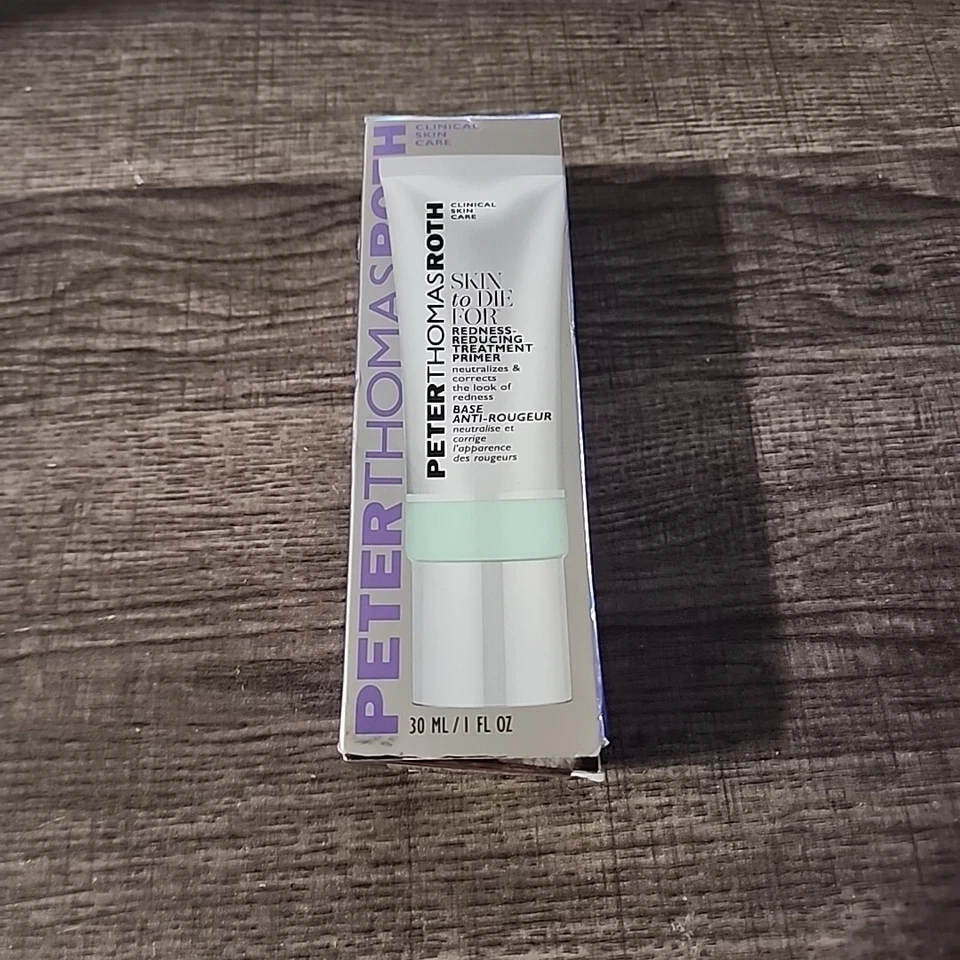 PETERTHOMASROTH
CLINICAL
SKIN
CARE
PETERTHOMASROTH
CLINICAL
SKIN
CARE
SKIN
to DIE
FOR™
REDNESS-
REDUCING
TREATMENT
PRIMER
neutralizes &
corrects
the look of
redness
BASE
ANTI-ROUGEUR
neutralise et
corrige
l'apparence
des rougeurs
30 ML / 1 FL OZ